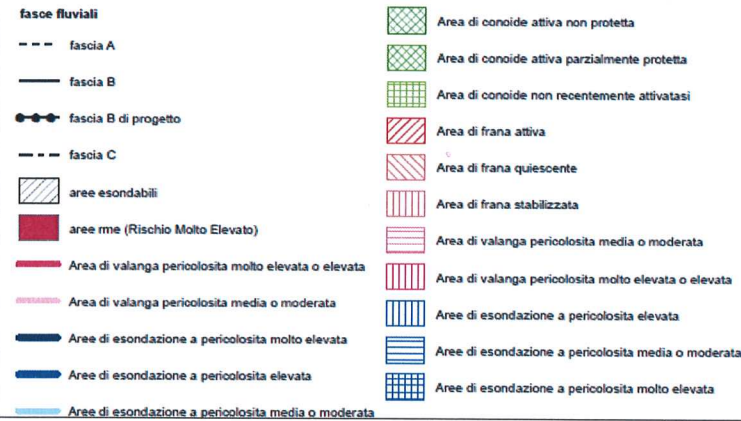 fasce fluviali
fascia A
fascia B
fascia B di progetto
fascia C
aree esondabili
aree rme (Rischio Molto Elevato)
Area di valanga pericolosita molto elevata o elevata
Area di valanga pericolosita media o moderata
Aree di esondazione a pericolosita molto elevata
Aree di esondazione a pericolosita elevata
Aree di esondazione a pericolosita media o moderata
Area di conoide attiva non protetta
Area di conoide attiva parzialmente protetta
Area di conoide non recentemente attivatasi
Area di frana attiva
Area di frana quiescente
Area di frana stabilizzata
Area di valanga pericolosita media o moderata
Area di valanga pericolosita molto elevata o elevata
Aree di esondazione a pericolosita elevata
Aree di esondazione a pericolosita media o moderata
Aree di esondazione a pericolosita molto elevata